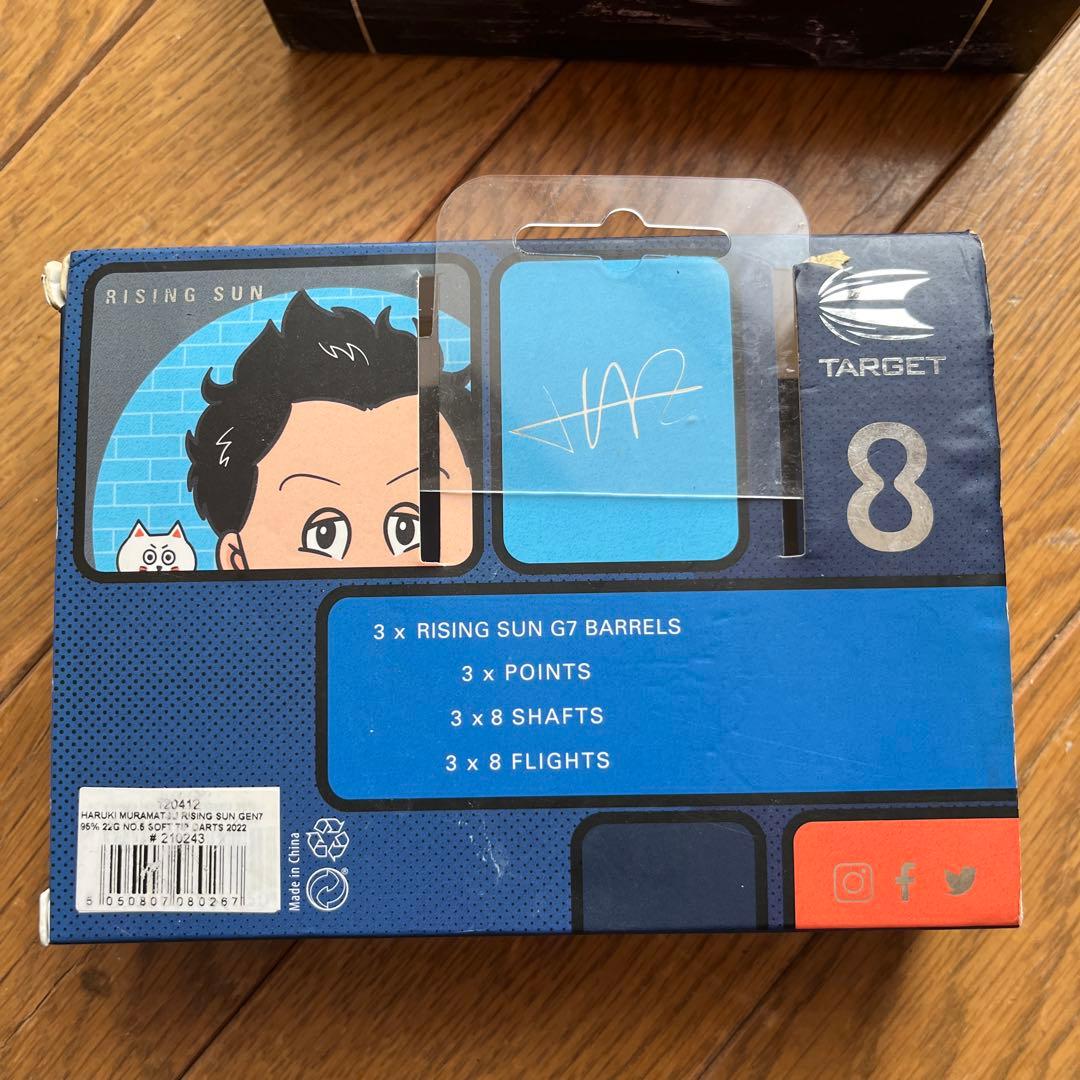 RISING SUN
TARGET
8
3 x RISING SUN G7 BARRELS
3 x POINTS
3 x 8 SHAFTS
3 x 8 FLIGHTS
120412
HARUKI MURAMATSU RISING SUN GEN7
95% 22G NO.5 SOFT TIP DARTS 2022
# 210243
5 050807 080267
Made in China